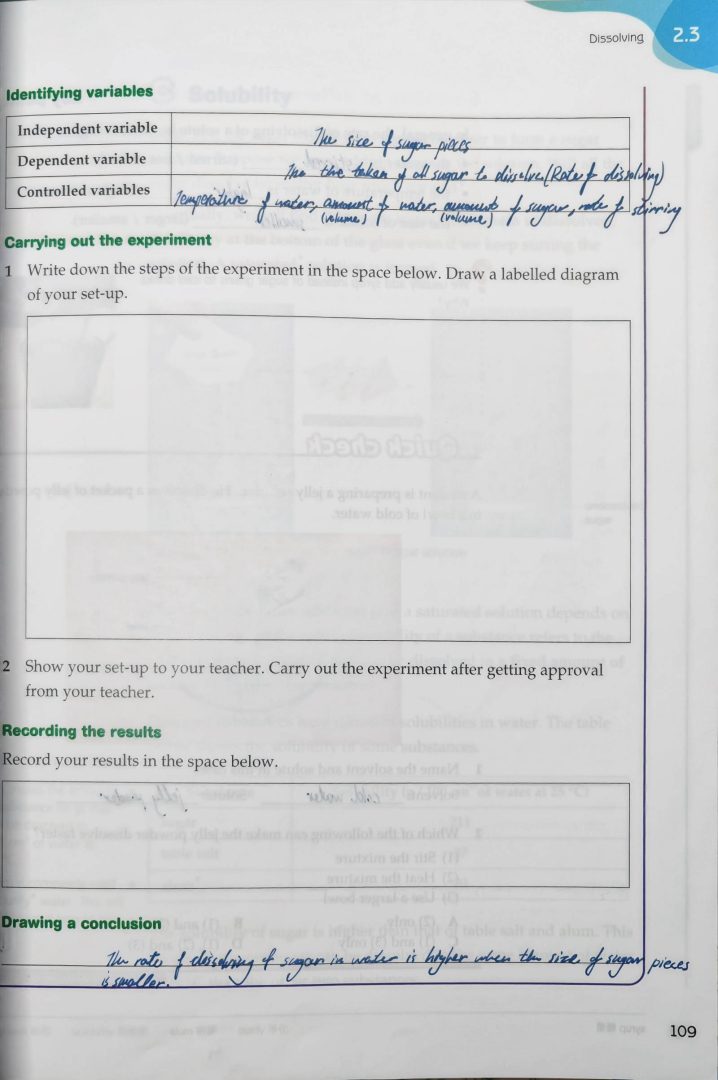 Dissolving 2.3
Identifying variables
Independent variable The size of sugar pieces
Dependent variable The time taken of all sugar to dissolve (Rate of dissolving)
Controlled variables Temperature of water, amount of water, amount of sugar, rate of stirring
(volume) (volume)
Carrying out the experiment
1 Write down the steps of the experiment in the space below. Draw a labelled diagram
of your set-up.
2 Show your set-up to your teacher. Carry out the experiment after getting approval
from your teacher.
Recording the results
Record your results in the space below.
Drawing a conclusion
The rate of dissolving of sugar in water is higher when the size of sugar pieces
is smaller.
109